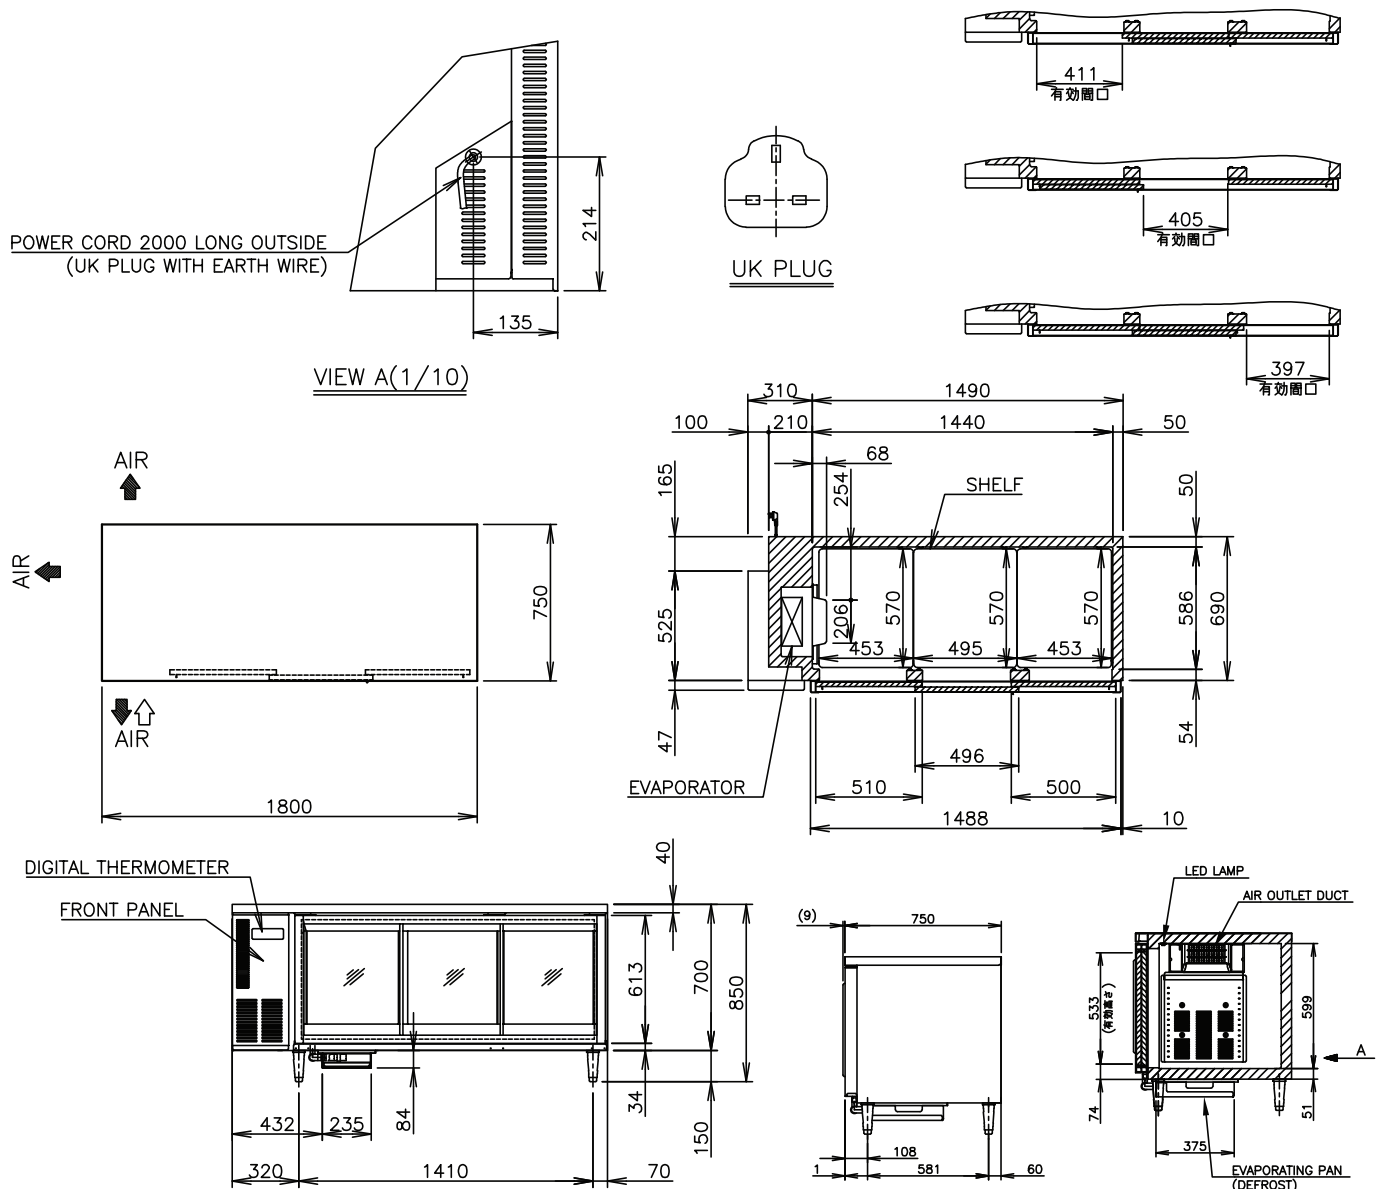 411
有効間口
405
有効間口
397
有効間口
POWER CORD 2000 LONG OUTSIDE
(UK PLUG WITH EARTH WIRE)
214
135
VIEW A(1/10)
UK PLUG
AIR
AIR
AIR
750
1800
310
1490
100
210
1440
50
68
165
254
50
SHELF
525
206
570
570
570
586
690
453
495
453
47
54
EVAPORATOR
496
510
500
1488
10
DIGITAL THERMOMETER
FRONT PANEL
40
613
700
850
34
84
150
432
235
320
1410
70
(9)
750
108
1
581
60
LED LAMP
AIR OUTLET DUCT
533
(有効高さ)
599
A
74
51
375
EVAPORATING PAN
(DEFROST)